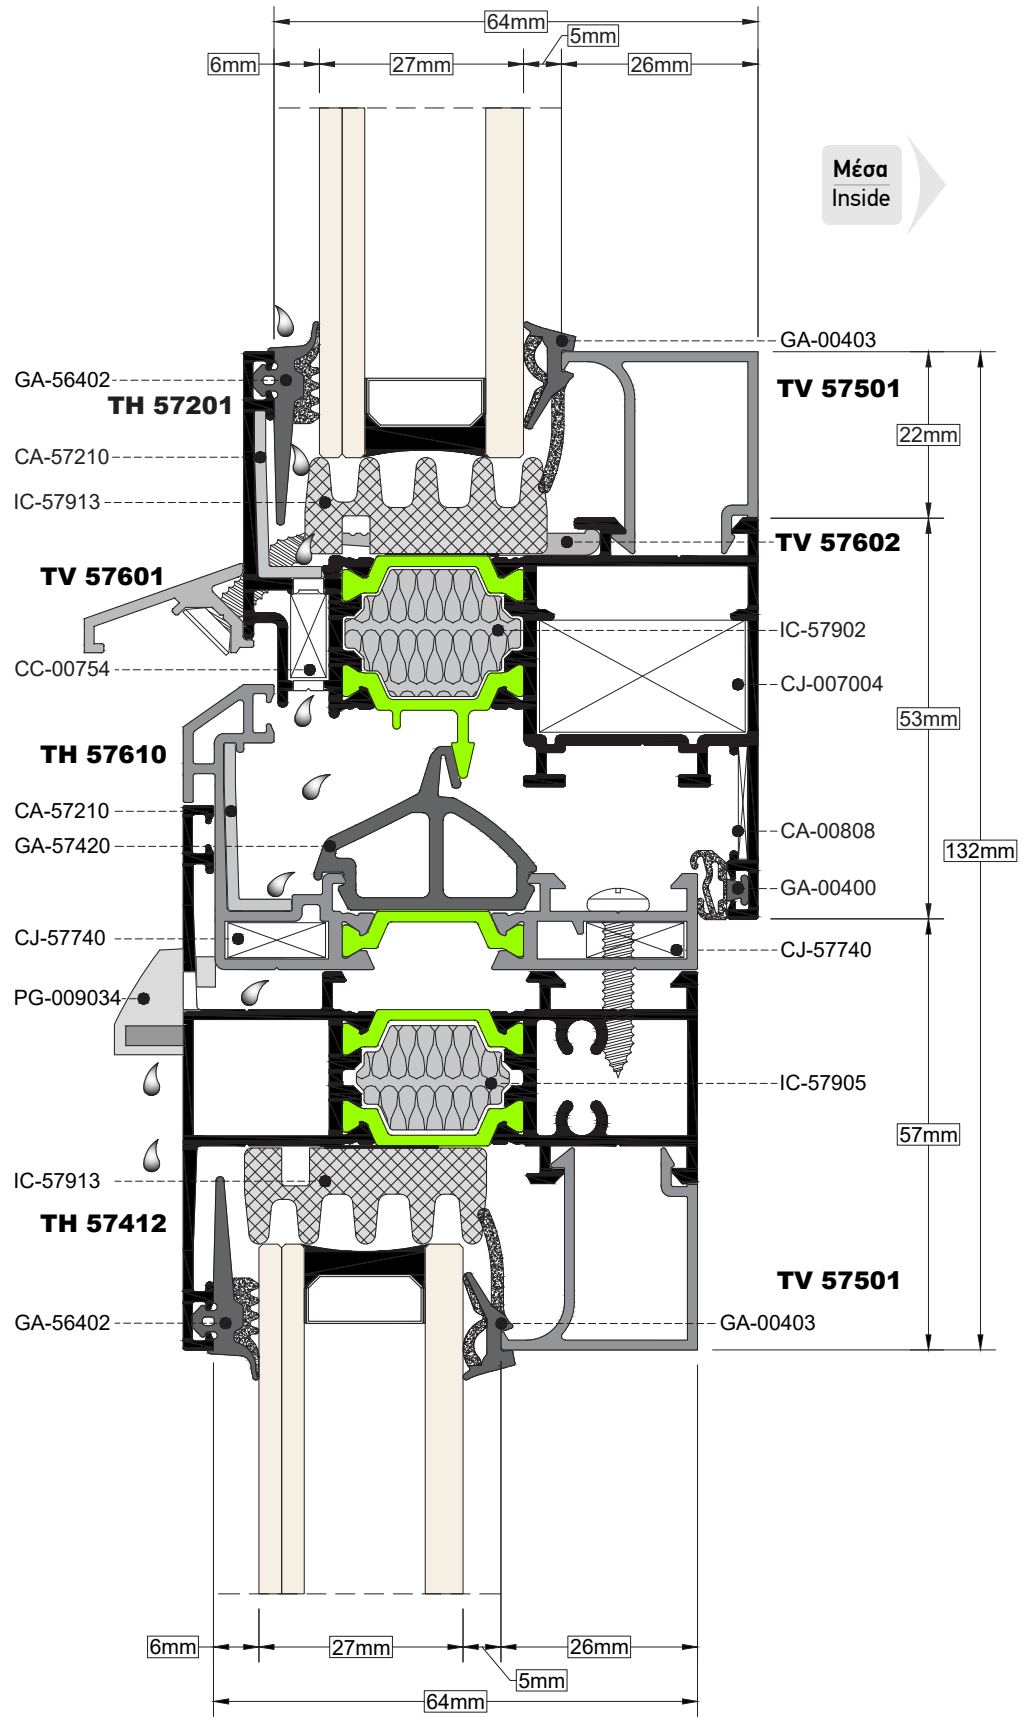 64mm
5mm
6mm
27mm
26mm
Μέσα
Inside
GA-00403
GA-56402
TH 57201
TV 57501
22mm
CA-57210
IC-57913
TV 57602
TV 57601
IC-57902
CC-00754
CJ-007004
53mm
TH 57610
CA-57210
CA-00808
GA-57420
132mm
GA-00400
CJ-57740
CJ-57740
PG-009034
IC-57905
57mm
IC-57913
TH 57412
TV 57501
GA-56402
GA-00403
6mm
27mm
26mm
5mm
64mm